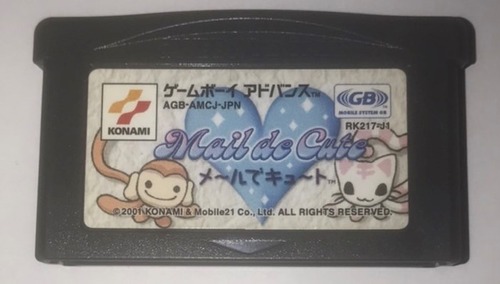 ゲームボーイ アドバンス™
AGB-AMCJ-JPN
KONAMI
GB
MOBILE SYSTEM GB
RK217-J1
Mail de Cute
メールでキュート™
©2001 KONAMI & Mobile21 Co., Ltd. ALL RIGHTS RESERVED.